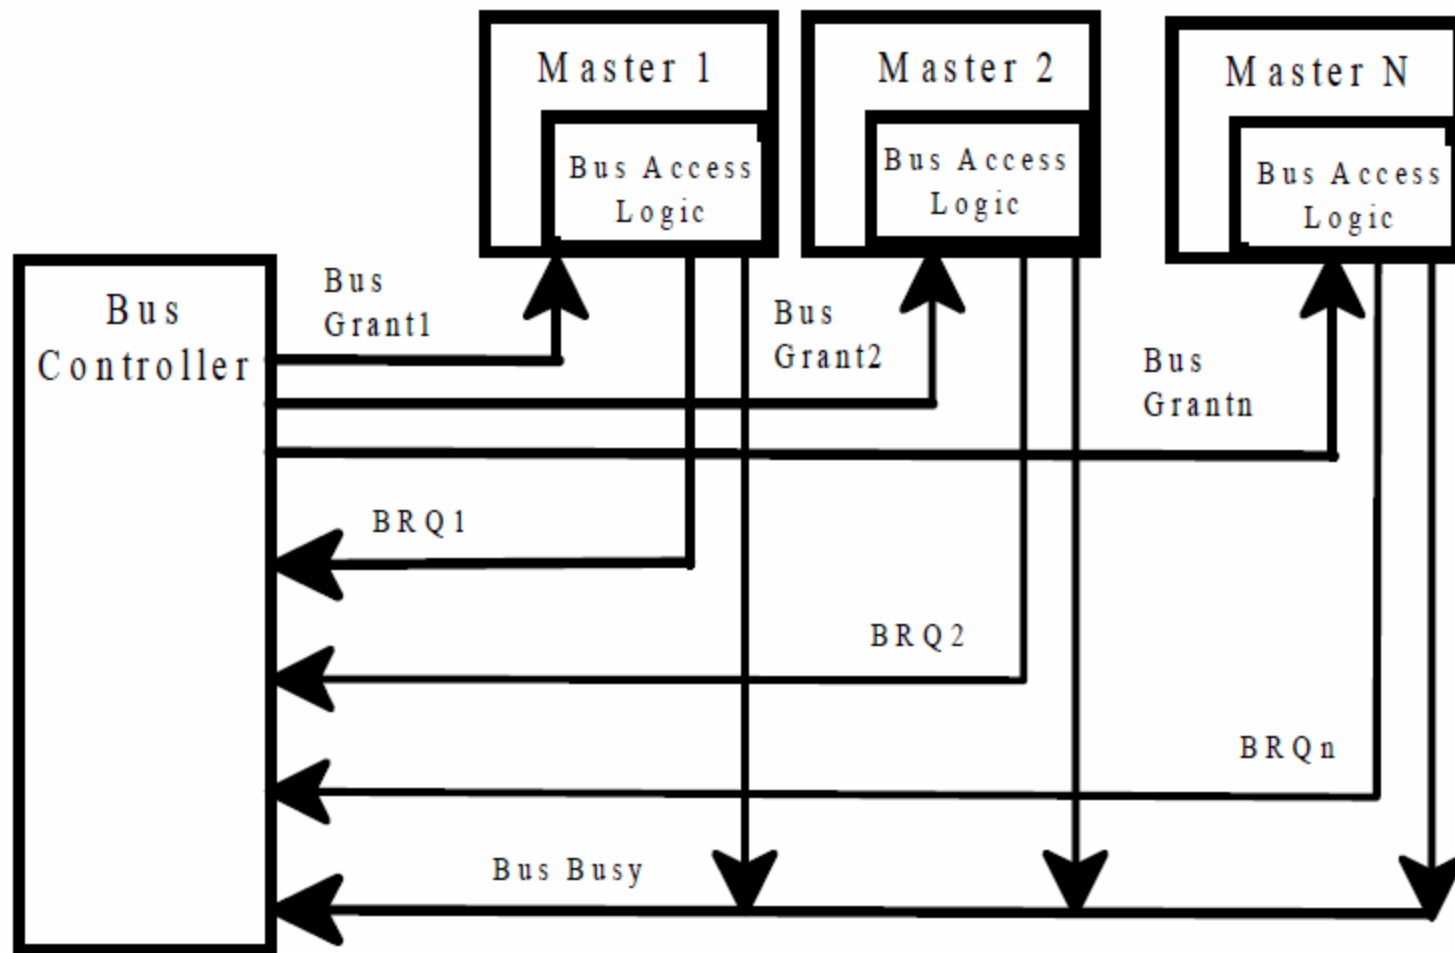 Master 1
Bus Access
Logic
Master 2
Bus Access
Logic
Master N
Bus Access
Logic
Bus
Controller
Bus
Grant1
Bus
Grant2
Bus
Grantn
BRQ1
BRQ2
BRQn
Bus Busy